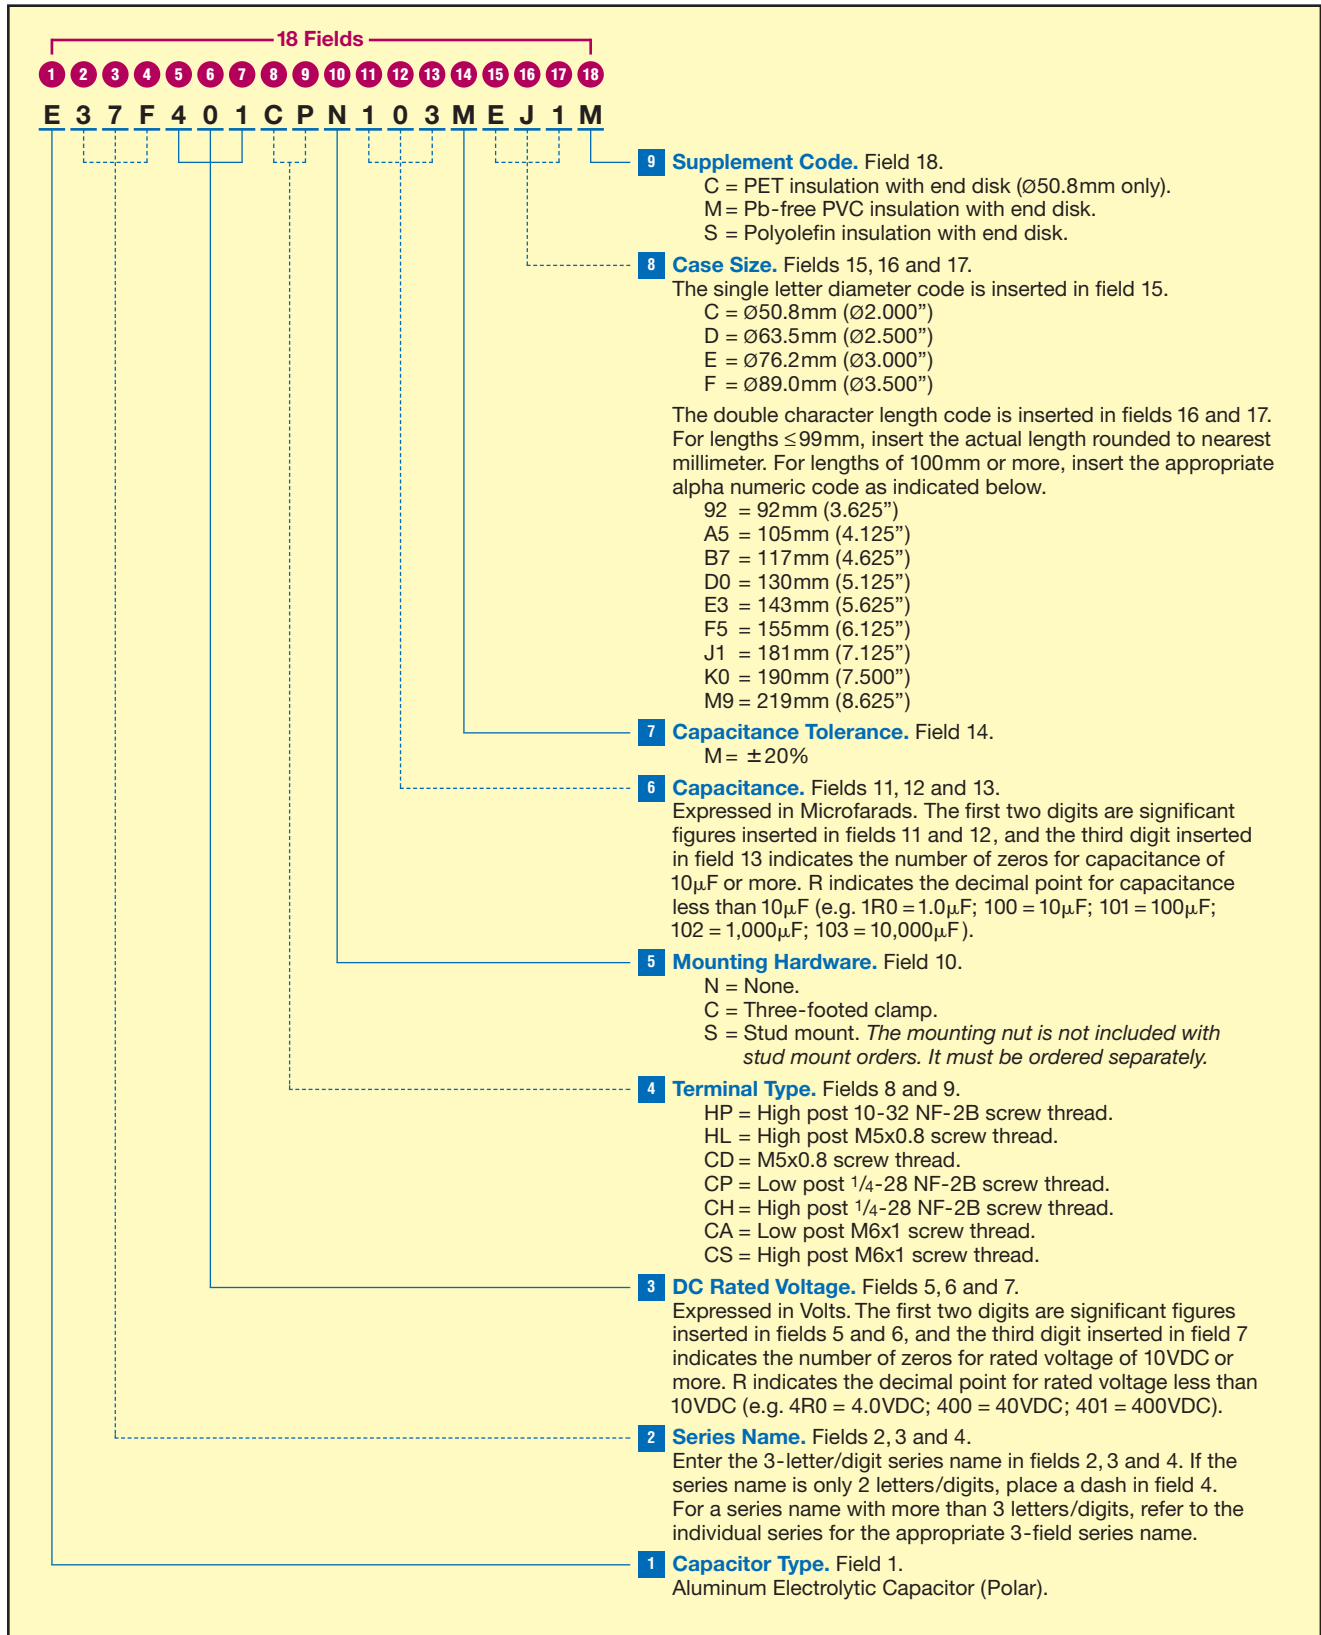 18 Fields
1 2 3 4 5 6 7 8 9 10 11 12 13 14 15 16 17 18
E 3 7 F 4 0 1 C P N 1 0 3 M E J 1 M
9 Supplement Code. Field 18.
C = PET insulation with end disk (Ø50.8mm only).
M = Pb-free PVC insulation with end disk.
S = Polyolefin insulation with end disk.
8 Case Size. Fields 15, 16 and 17.
The single letter diameter code is inserted in field 15.
C = Ø50.8mm (Ø2.000”)
D = Ø63.5mm (Ø2.500”)
E = Ø76.2mm (Ø3.000”)
F = Ø89.0mm (Ø3.500”)
The double character length code is inserted in fields 16 and 17.
For lengths ≤99mm, insert the actual length rounded to nearest
millimeter. For lengths of 100mm or more, insert the appropriate
alpha numeric code as indicated below.
92 = 92mm (3.625”)
A5 = 105mm (4.125”)
B7 = 117mm (4.625”)
D0 = 130mm (5.125”)
E3 = 143mm (5.625”)
F5 = 155mm (6.125”)
J1 = 181mm (7.125”)
K0 = 190mm (7.500”)
M9 = 219mm (8.625”)
7 Capacitance Tolerance. Field 14.
M = ±20%
6 Capacitance. Fields 11, 12 and 13.
Expressed in Microfarads. The first two digits are significant
figures inserted in fields 11 and 12, and the third digit inserted
in field 13 indicates the number of zeros for capacitance of
10µF or more. R indicates the decimal point for capacitance
less than 10µF (e.g. 1R0 = 1.0µF; 100 = 10µF; 101 = 100µF;
102 = 1,000µF; 103 = 10,000µF).
5 Mounting Hardware. Field 10.
N = None.
C = Three-footed clamp.
S = Stud mount. The mounting nut is not included with
stud mount orders. It must be ordered separately.
4 Terminal Type. Fields 8 and 9.
HP = High post 10-32 NF-2B screw thread.
HL = High post M5x0.8 screw thread.
CD = M5x0.8 screw thread.
CP = Low post 1/4-28 NF-2B screw thread.
CH = High post 1/4-28 NF-2B screw thread.
CA = Low post M6x1 screw thread.
CS = High post M6x1 screw thread.
3 DC Rated Voltage. Fields 5, 6 and 7.
Expressed in Volts. The first two digits are significant figures
inserted in fields 5 and 6, and the third digit inserted in field 7
indicates the number of zeros for rated voltage of 10VDC or
more. R indicates the decimal point for rated voltage less than
10VDC (e.g. 4R0 = 4.0VDC; 400 = 40VDC; 401 = 400VDC).
2 Series Name. Fields 2, 3 and 4.
Enter the 3-letter/digit series name in fields 2, 3 and 4. If the
series name is only 2 letters/digits, place a dash in field 4.
For a series name with more than 3 letters/digits, refer to the
individual series for the appropriate 3-field series name.
1 Capacitor Type. Field 1.
Aluminum Electrolytic Capacitor (Polar).